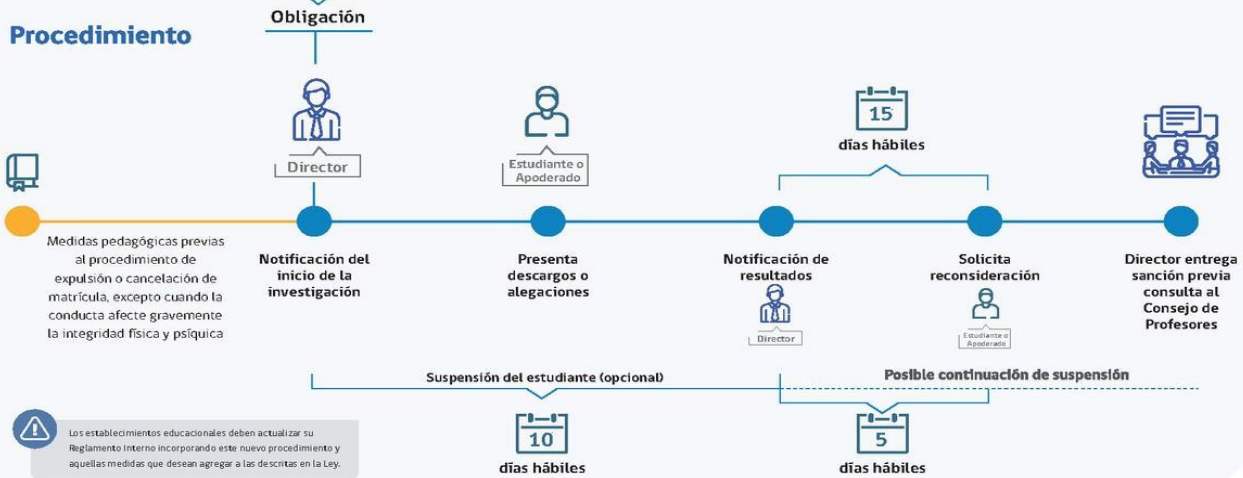 Procedimiento
Obligación
Director
Estudiante o
Apoderado
15
días hábiles
Medidas pedagógicas previas
al procedimiento de
expulsión o cancelación de
matrícula, excepto cuando la
conducta afecte gravemente
la integridad física y psíquica
Notificación del
inicio de la
investigación
Presenta
descargos o
alegaciones
Notificación de
resultados
Director
Solicita
reconsideración
Estudiante o
Apoderado
Director entrega
sanción previa
consulta al
Consejo de
Profesores
Suspensión del estudiante (opcional)
Posible continuación de suspensión
10
días hábiles
5
días hábiles
Los establecimientos educacionales deben actualizar su
Reglamento Interno incorporando este nuevo procedimiento y
aquellas medidas que desean agregar a las descritas en la Ley.